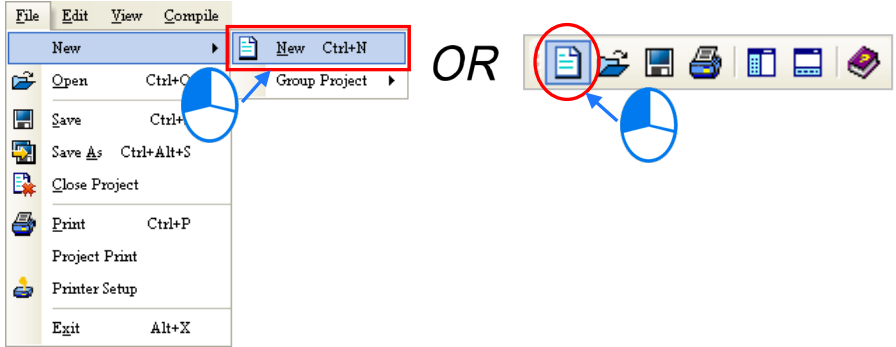 File Edit View Compile
New
New Ctrl+N
Open Ctrl+O
Group Project
Save Ctrl+
Save As Ctrl+Alt+S
Close Project
Print Ctrl+P
Project Print
Printer Setup
Exit Alt+X
OR